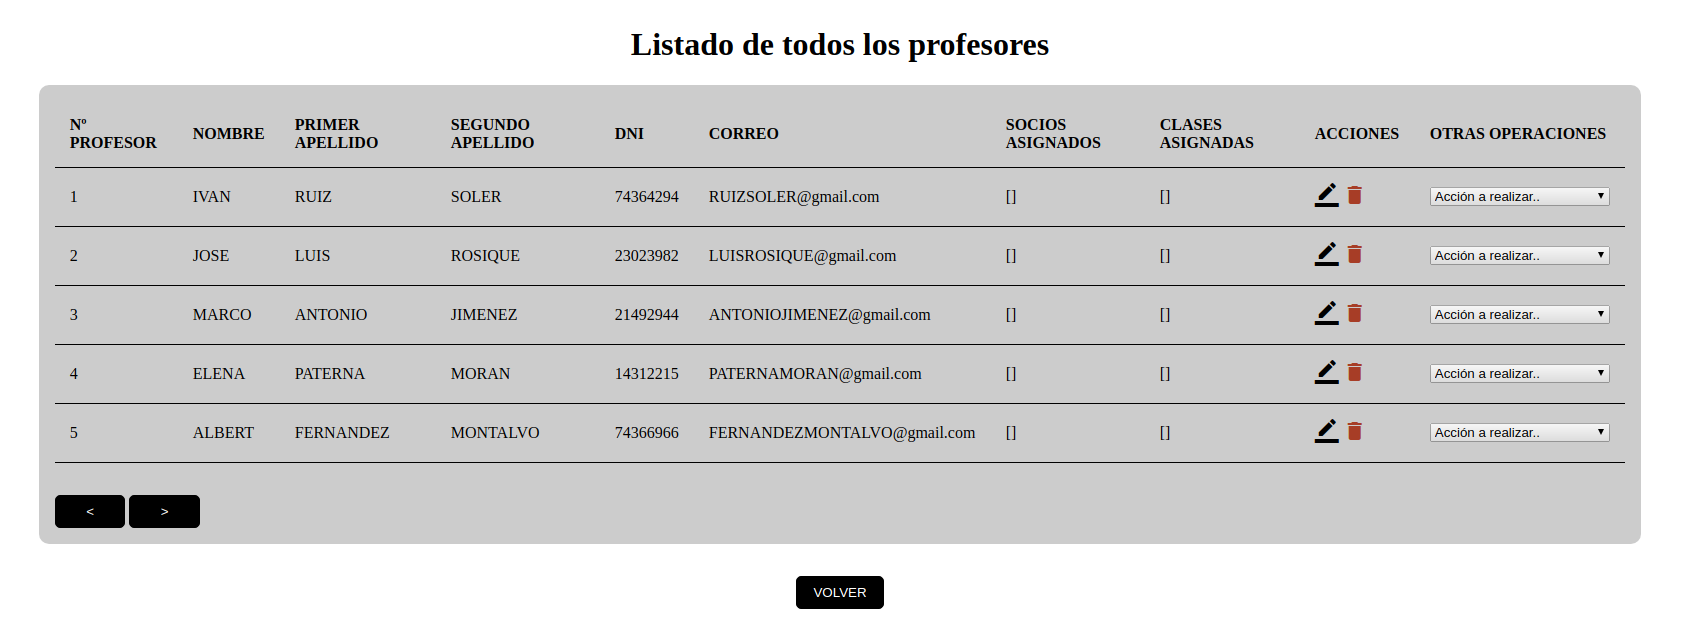 Listado de todos los profesores
Nº PROFESOR NOMBRE PRIMER APELLIDO SEGUNDO APELLIDO DNI CORREO SOCIOS ASIGNADOS CLASES ASIGNADAS ACCIONES OTRAS OPERACIONES
1 IVAN RUIZ SOLER 74364294 RUIZSOLER@gmail.com [] [] Acción a realizar..
2 JOSE LUIS ROSIQUE 23023982 LUISROSIQUE@gmail.com [] [] Acción a realizar..
3 MARCO ANTONIO JIMENEZ 21492944 ANTONIOJIMENEZ@gmail.com [] [] Acción a realizar..
4 ELENA PATERNA MORAN 14312215 PATERNAMORAN@gmail.com [] [] Acción a realizar..
5 ALBERT FERNANDEZ MONTALVO 74366966 FERNANDEZMONTALVO@gmail.com [] [] Acción a realizar..
< >
VOLVER